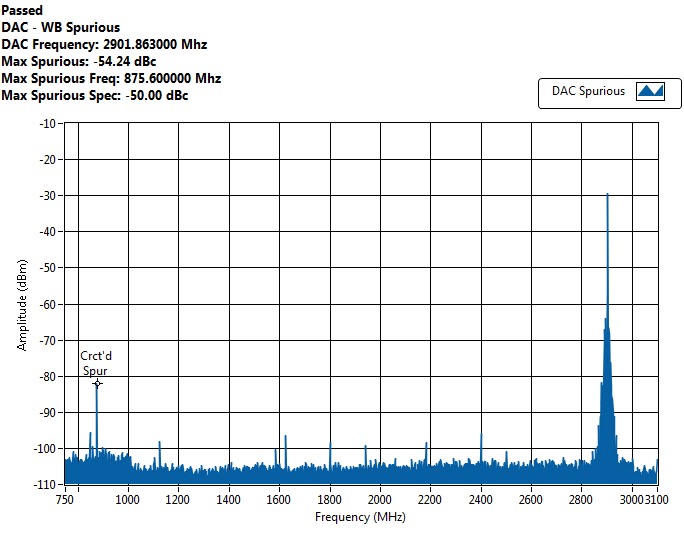 Passed
DAC - WB Spurious
DAC Frequency: 2901.863000 Mhz
Max Spurious: -54.24 dBc
Max Spurious Freq: 875.600000 Mhz
Max Spurious Spec: -50.00 dBc
DAC Spurious
-10
-20
-30
-40
-50
-60
-70
-80
-90
-100
-110
Amplitude (dBm)
Crct'd
Spur
750 1000 1200 1400 1600 1800 2000 2200 2400 2600 2800 3000 3100
Frequency (MHz)